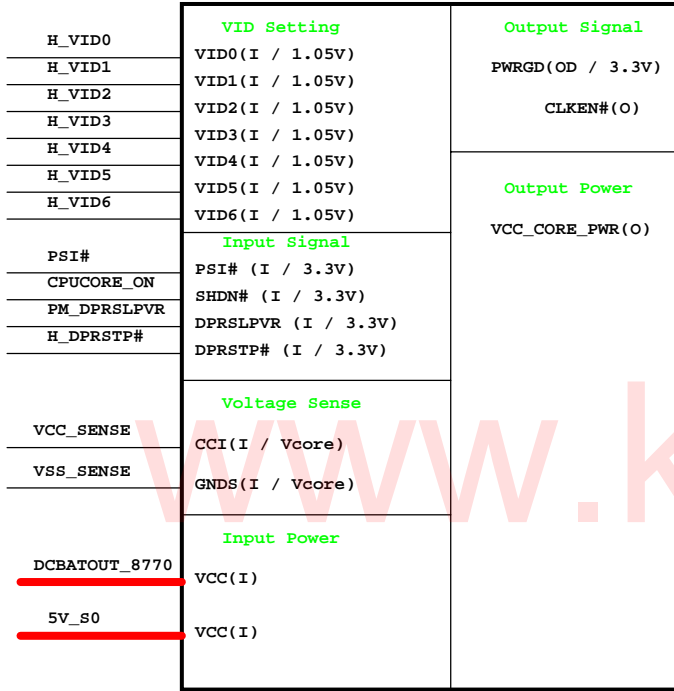 H_VID0
H_VID1
H_VID2
H_VID3
H_VID4
H_VID5
H_VID6
PSI#
CPUCORE_ON
PM_DPRSLPVR
H_DPRSTP#
VCC_SENSE
VSS_SENSE
DCBATOUT_8770
5V_S0
VID Setting
VID0(I / 1.05V)
VID1(I / 1.05V)
VID2(I / 1.05V)
VID3(I / 1.05V)
VID4(I / 1.05V)
VID5(I / 1.05V)
VID6(I / 1.05V)
Input Signal
PSI# (I / 3.3V)
SHDN# (I / 3.3V)
DPRSLPVR (I / 3.3V)
DPRSTP# (I / 3.3V)
Voltage Sense
CCI(I / Vcore)
GNDS(I / Vcore)
Input Power
VCC(I)
VCC(I)
Output Signal
PWRGD(OD / 3.3V)
CLKEN#(O)
Output Power
VCC_CORE_PWR(O)
www.k